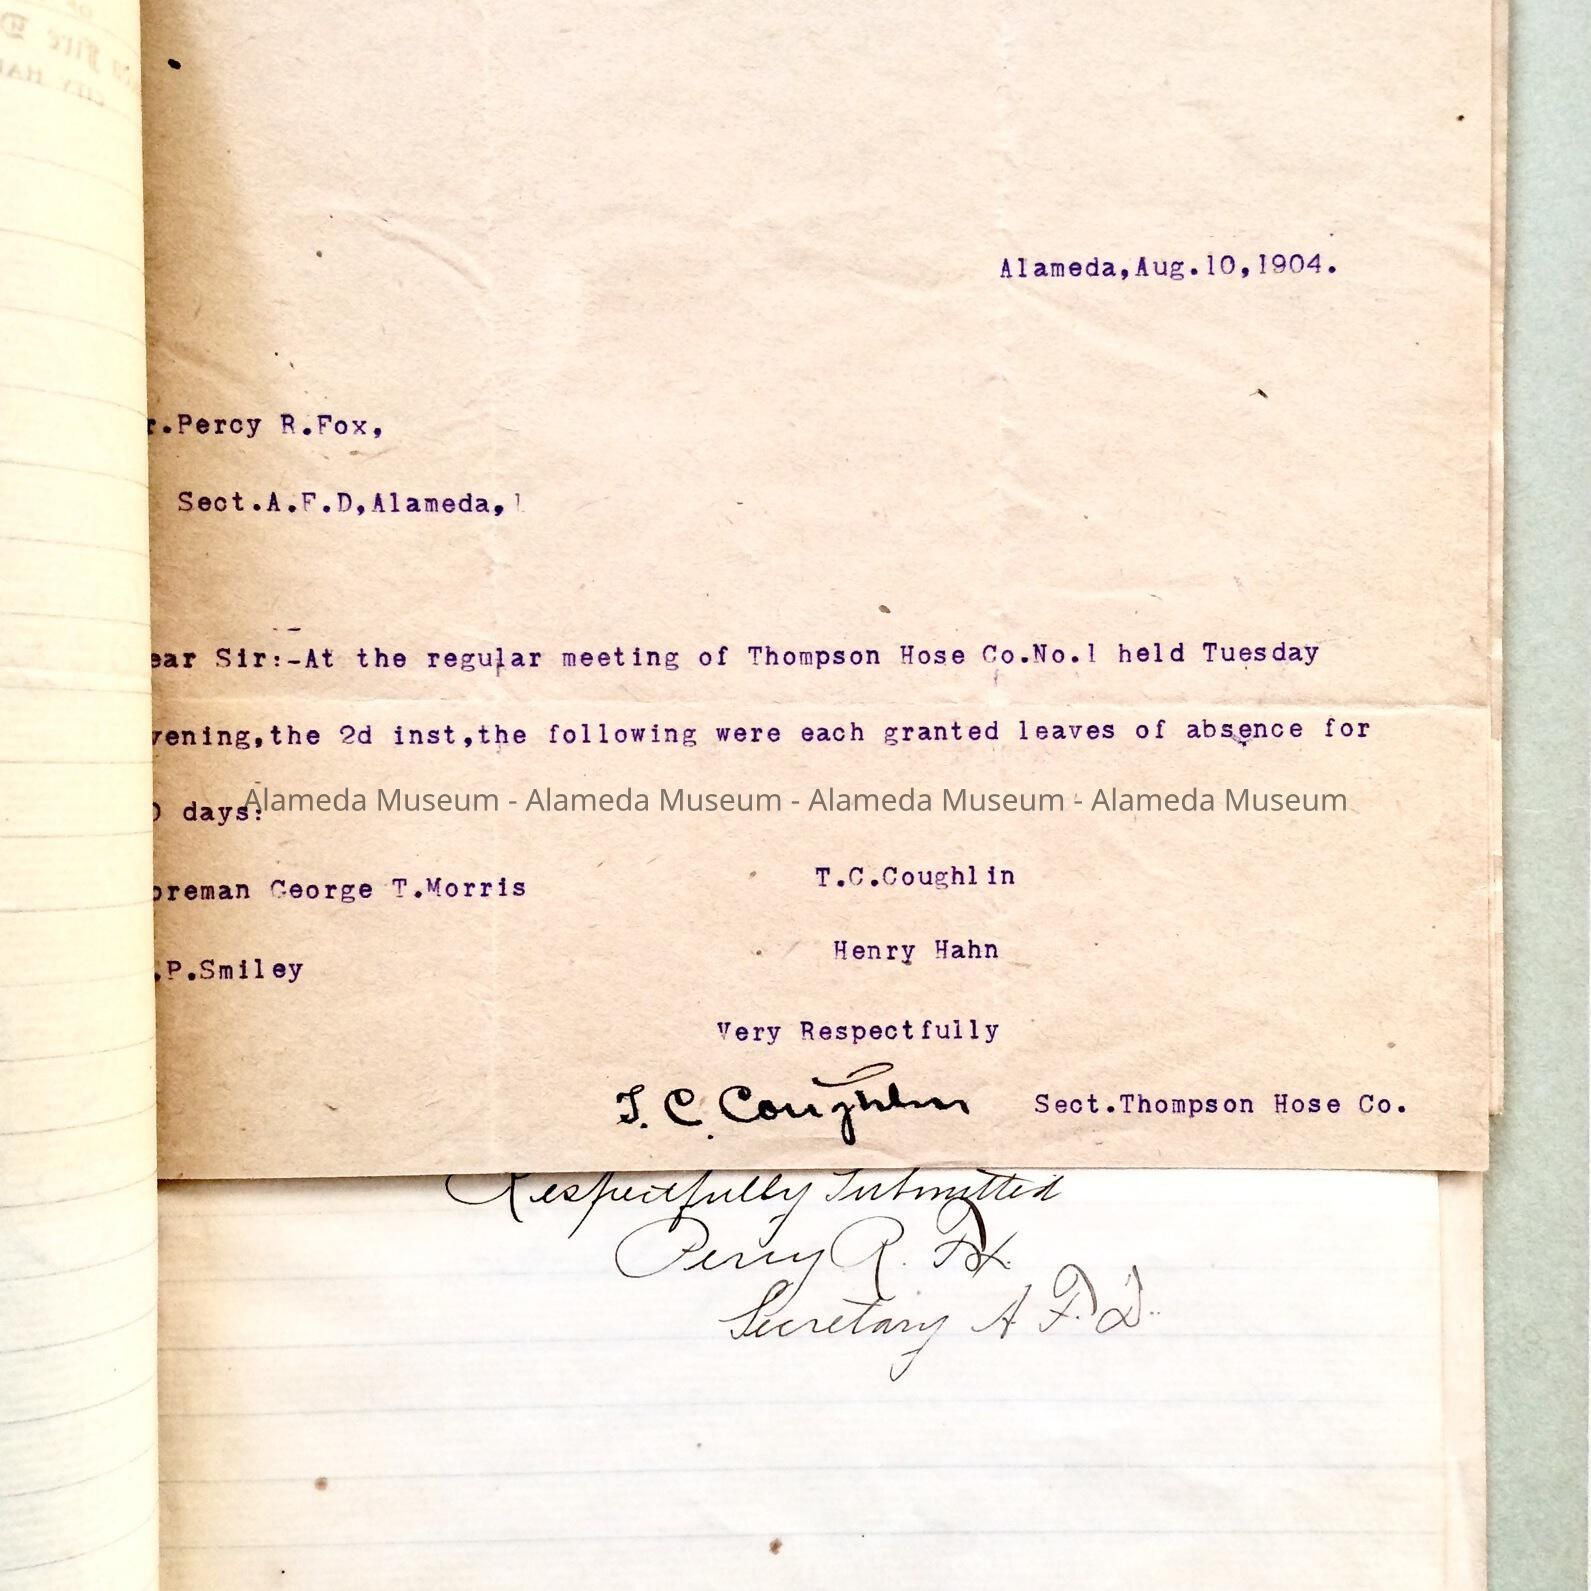 Alameda,Aug.10,1904.
r.Percy R.Fox,
Sect.A.F.D,Alameda,
ear Sir:-At the regular meeting of Thompson Hose Co.No.1 held Tuesday
vening,the 2d inst,the following were each granted leaves of absence for
0 days:
Alameda Museum - Alameda Museum - Alameda Museum - Alameda Museum
oreman George T.Morris T.C.Coughlin
.P.Smiley Henry Hahn
Very Respectfully
T. C. Coughlin Sect.Thompson Hose Co.
Respectfully Submitted
Percy R. Fox.
Secretary A. F. D.